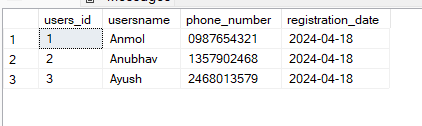 users_id usersname phone_number registration_date
1 1 Anmol 0987654321 2024-04-18
2 2 Anubhav 1357902468 2024-04-18
3 3 Ayush 2468013579 2024-04-18